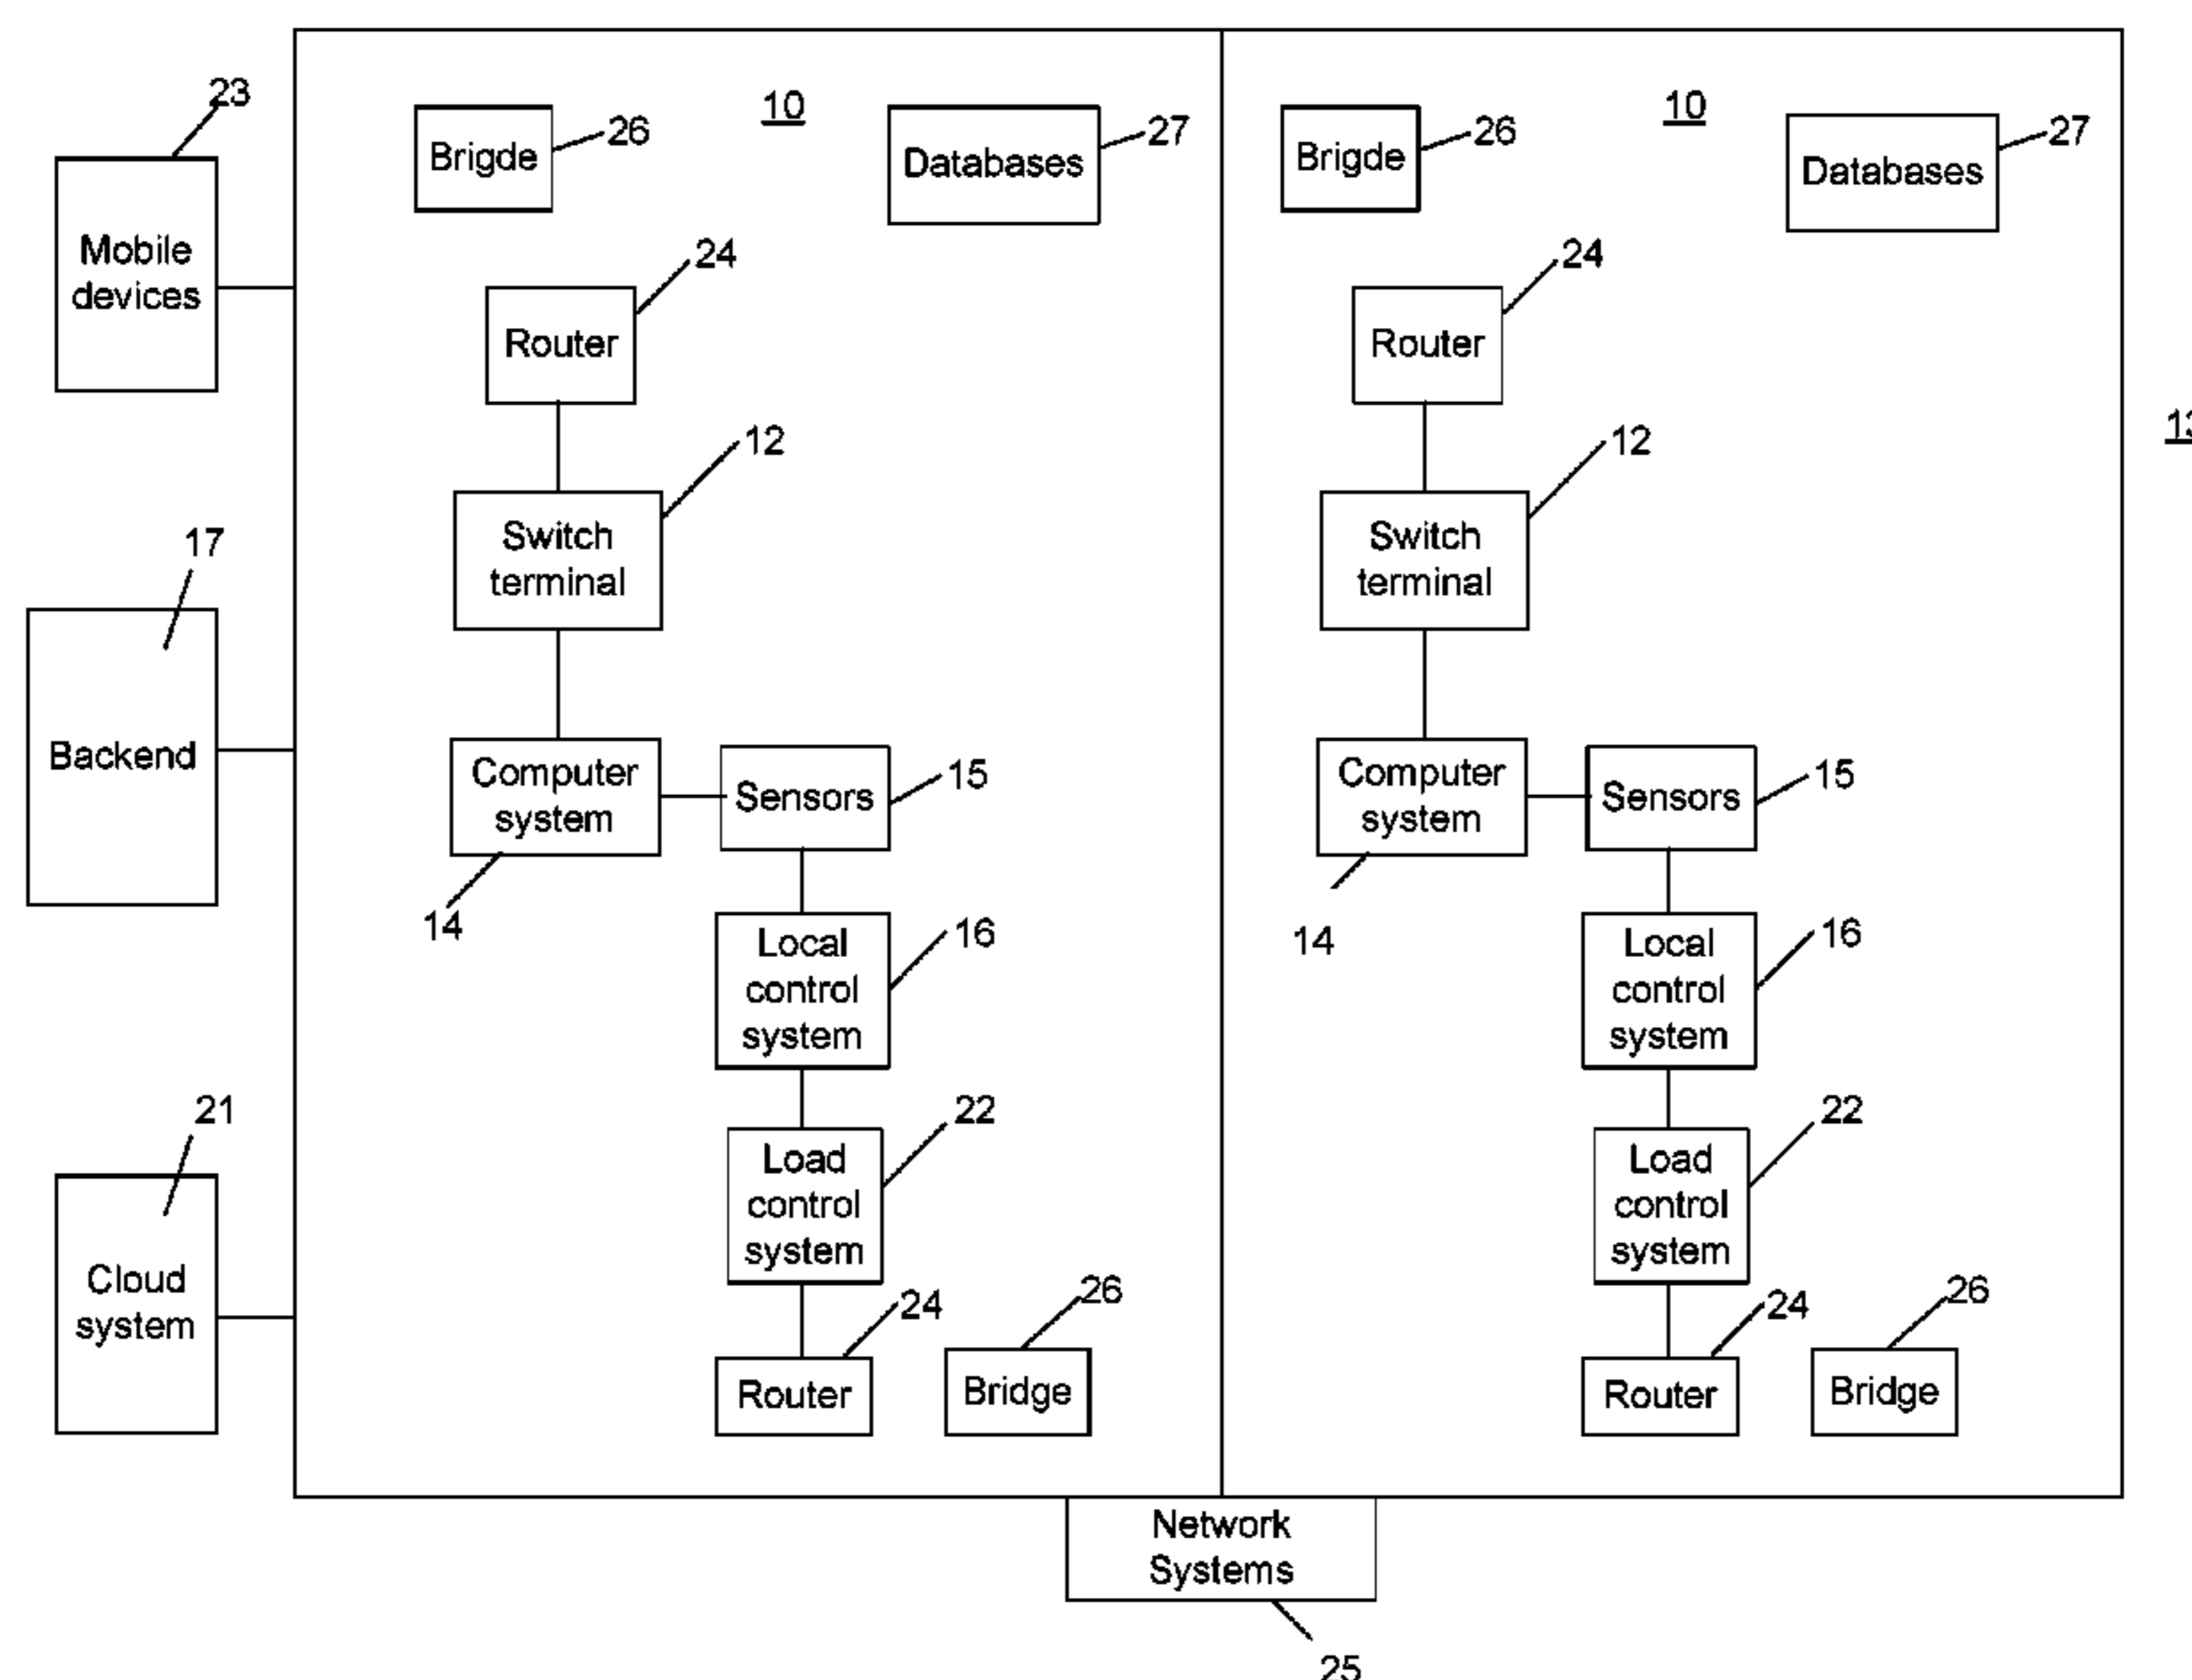 23
Mobile
devices
17
Backend
21
Cloud
system
10
Brigde
26
Databases
27
Router
24
Switch
terminal
12
Computer
system
14
Sensors
15
Local
control
system
16
Load
control
system
22
Router
24
Bridge
26
10
Brigde
26
Databases
27
Router
24
Switch
terminal
12
Computer
system
14
Sensors
15
Local
control
system
16
Load
control
system
22
Router
24
Bridge
26
Network
Systems
25